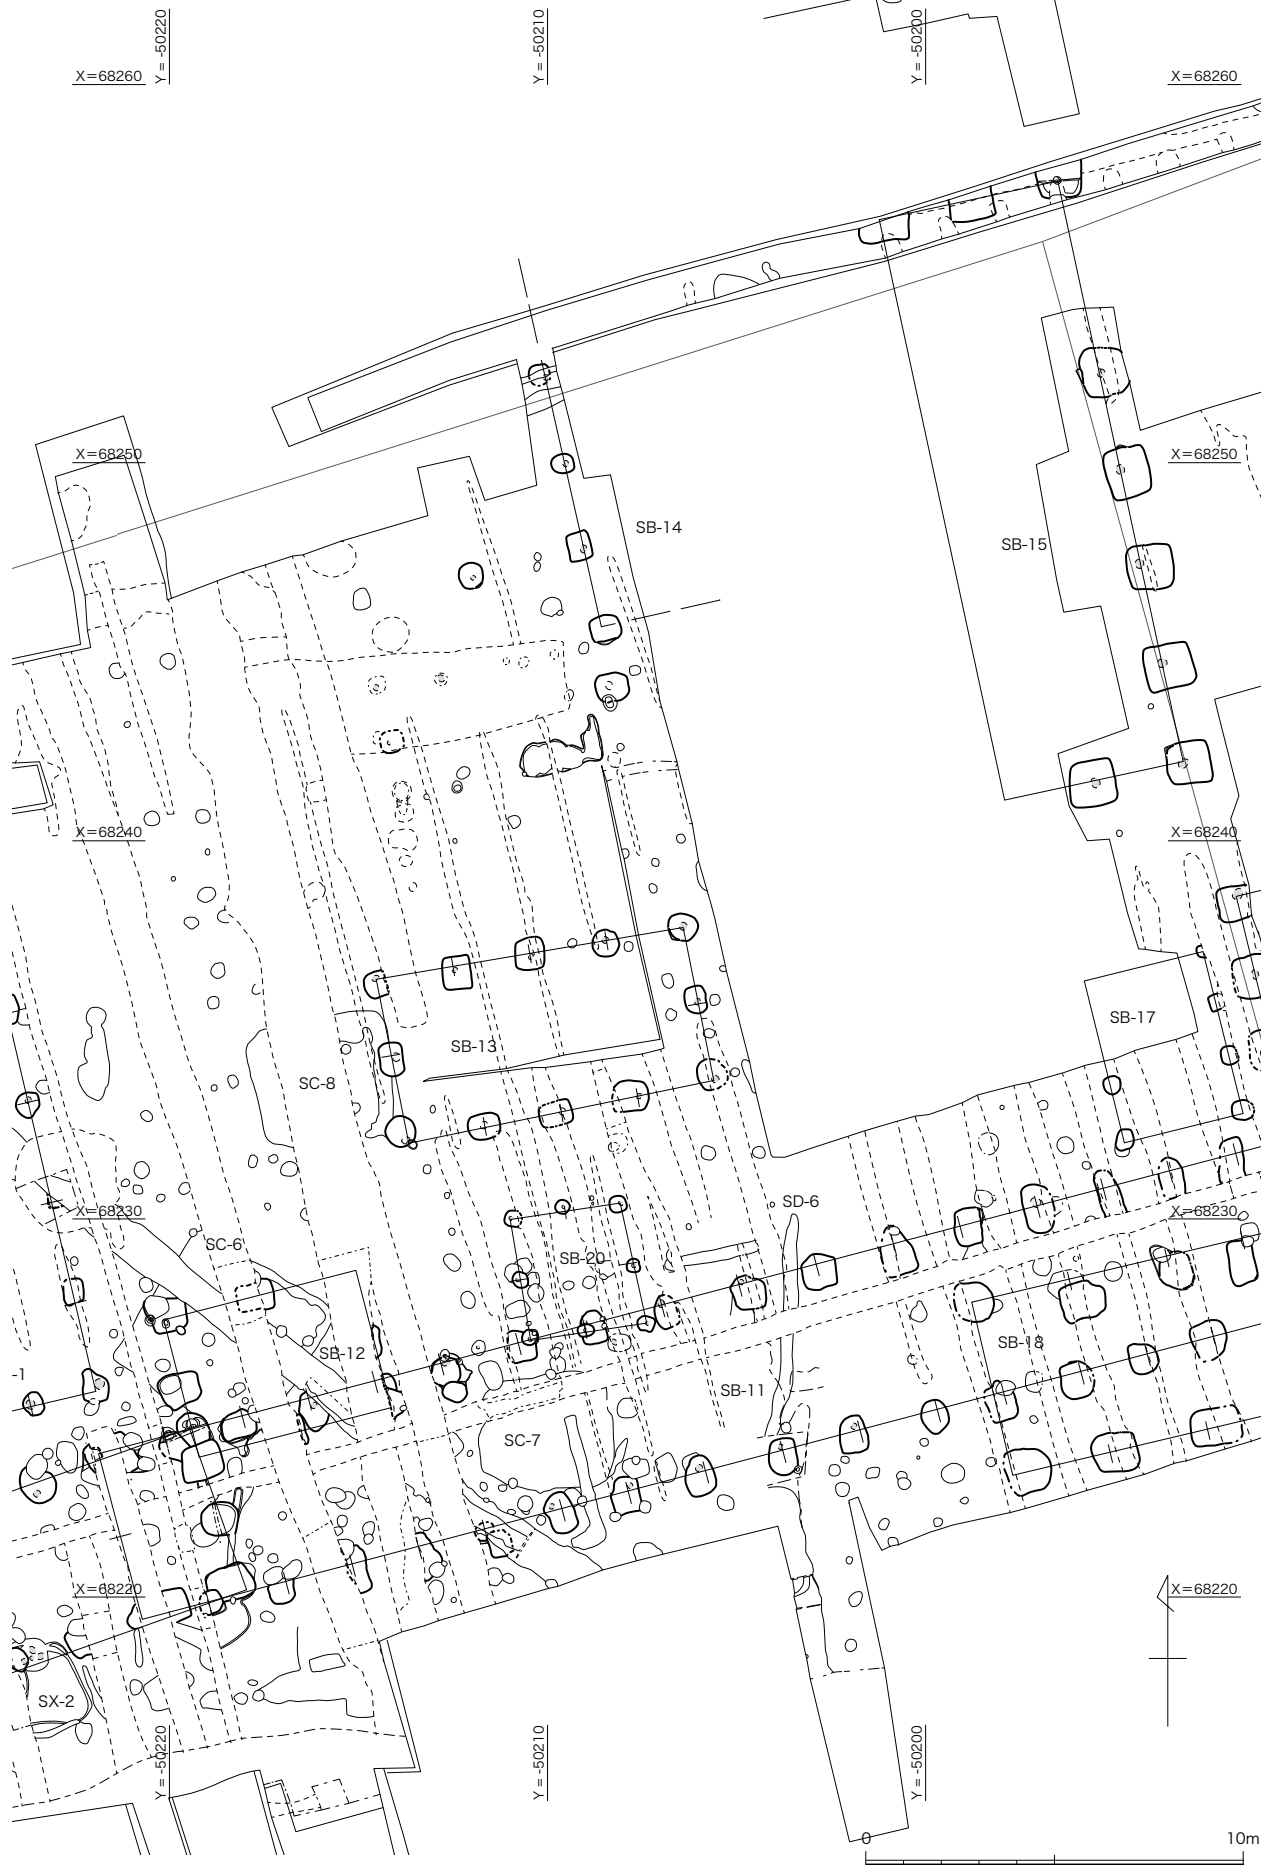 Y = -50220
Y = -50210
Y = -50200
X=68260
X=68260
X=68250
X=68250
SB-14
SB-15
X=68240
X=68240
SB-13
SB-17
SC-8
X=68230
SD-6
X=68230
SC-6
SB-20
SB-12
SB-18
-1
SB-11
SC-7
X=68220
X=68220
SX-2
Y = -50220
Y = -50210
Y = -50200
0
10m